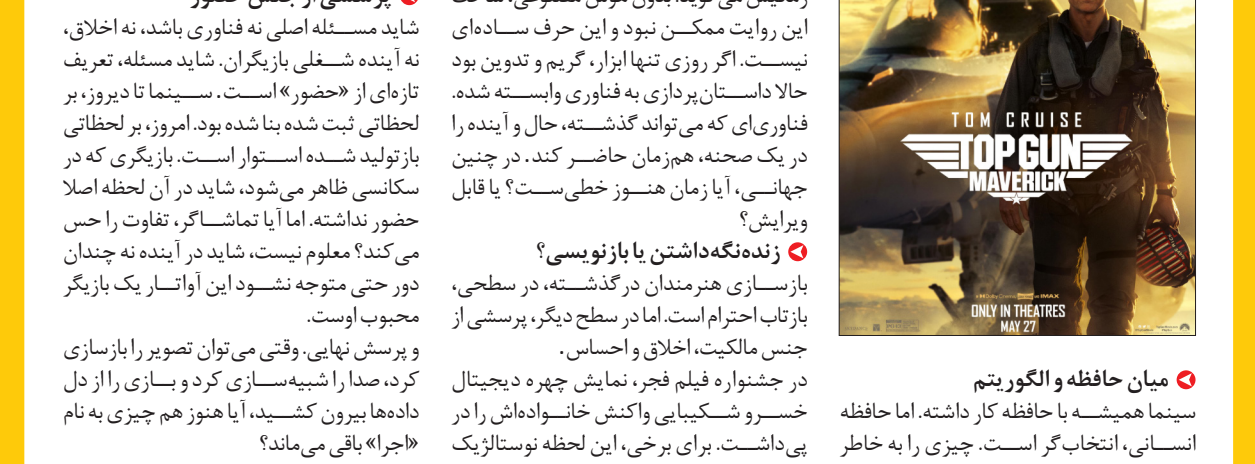 TOM CRUISE
TOP GUN
MAVERICK
ONLY IN THEATRES
MAY 27
میان حافظه و الگوریتم
سینما همیشه با حافظه کار داشته. اما حافظه
انسانی، انتخاب‌گر است. چیزی را به خاطر
این روایت ممکن نبود و این حرف ساده‌ای
نیست. اگر روزی تنها ابزار، گریم و تدوین بود
حالا داستان‌پردازی به فناوری وابسته شده.
فناوری‌ای که می‌تواند گذشته، حال و آینده را
در یک صحنه، هم‌زمان حاضر کند. در چنین
جهانی، آیا زمان هنوز خطی‌ست؟ یا قابل
ویرایش؟
زنده‌نگه‌داشتن یا بازنویسی؟
بازسازی هنرمندان درگذشته، در سطحی،
بازتاب احترام است. اما در سطح دیگر، پرسشی از
جنس مالکیت، اخلاق و احساس.
در جشنواره فیلم فجر، نمایش چهره دیجیتال
خسرو شکیبایی واکنش خانواده‌اش را در
پی‌داشت. برای برخی، این لحظه نوستالژیک
پرسشی از جنس حضور
شاید مسئله اصلی نه فناوری باشد، نه اخلاق،
نه آینده شغلی بازیگران. شاید مسئله، تعریف
تازه‌ای از «حضور» است. سینما تا دیروز، بر
لحظاتی ثبت شده بنا شده بود. امروز، بر لحظاتی
بازتولید شده استوار است. بازیگری که در
سکانسی ظاهر می‌شود، شاید در آن لحظه اصلا
حضور نداشته. اما آیا تماشاگر، تفاوت را حس
می‌کند؟ معلوم نیست، شاید در آینده نه چندان
دور حتی متوجه نشود این آواتار یک بازیگر
محبوب اوست.
و پرسش نهایی. وقتی می‌توان تصویر را بازسازی
کرد، صدا را شبیه‌سازی کرد و بازی را از دل
داده‌ها بیرون کشید، آیا هنوز هم چیزی به نام
«اجرا» باقی می‌ماند؟